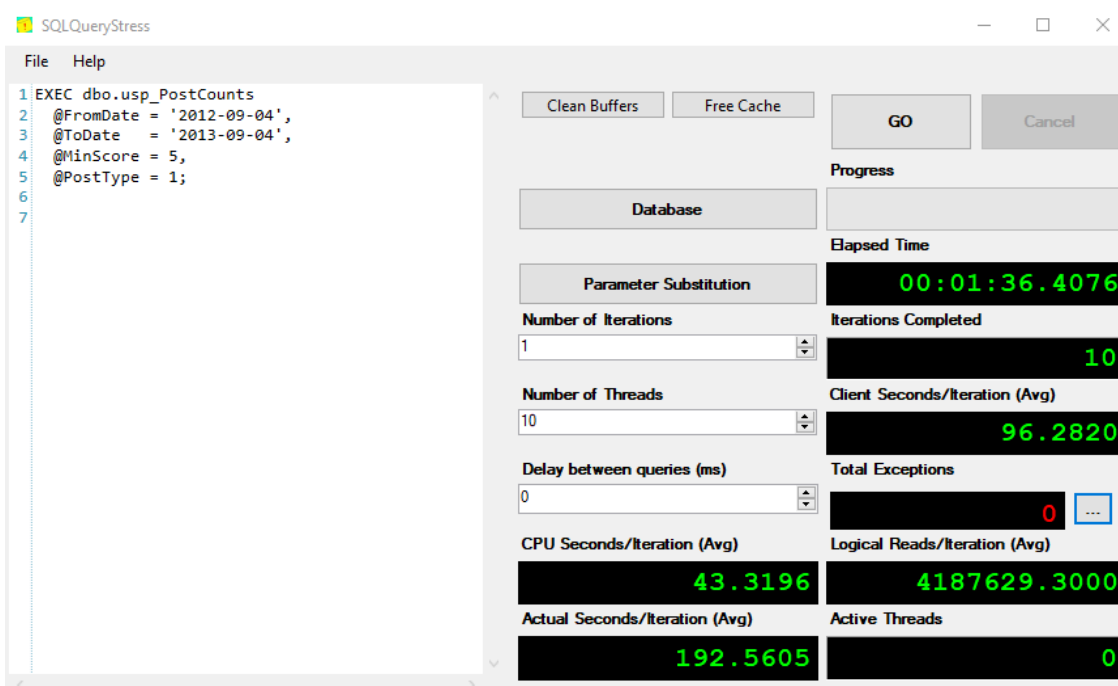 SQLQueryStress
File Help
1 EXEC dbo.usp_PostCounts
2 @FromDate = '2012-09-04',
3 @ToDate = '2013-09-04',
4 @MinScore = 5,
5 @PostType = 1;
6
7
Clean Buffers Free Cache
GO Cancel
Progress
Database
Elapsed Time
00:01:36.4076
Parameter Substitution
Number of Iterations Iterations Completed
1
10
Number of Threads Client Seconds/Iteration (Avg)
10
96.2820
Delay between queries (ms) Total Exceptions
0
0 ...
CPU Seconds/Iteration (Avg) Logical Reads/Iteration (Avg)
43.3196 4187629.3000
Actual Seconds/Iteration (Avg) Active Threads
192.5605 0